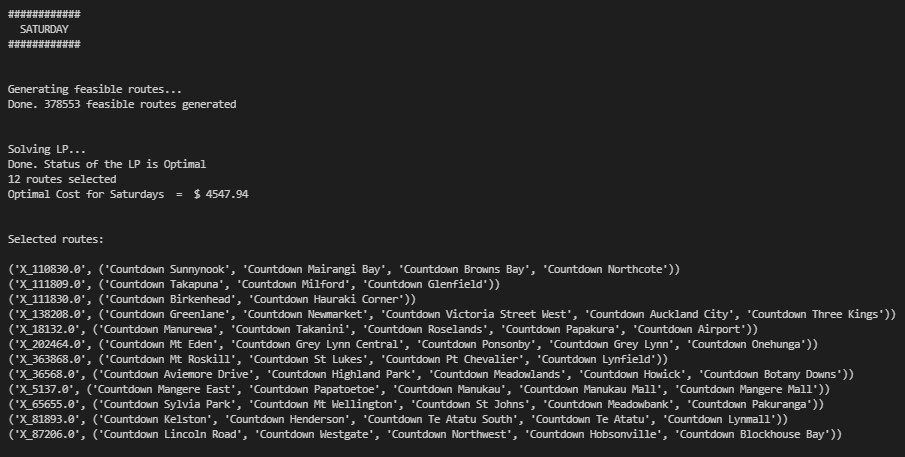 ############
SATURDAY
############
Generating feasible routes...
Done. 378553 feasible routes generated
Solving LP...
Done. Status of the LP is Optimal
12 routes selected
Optimal Cost for Saturdays  =  $ 4547.94
Selected routes:
('X_110830.0', ('Countdown Sunnynook', 'Countdown Mairangi Bay', 'Countdown Browns Bay', 'Countdown Northcote'))
('X_111809.0', ('Countdown Takapuna', 'Countdown Milford', 'Countdown Glenfield'))
('X_111830.0', ('Countdown Birkenhead', 'Countdown Hauraki Corner'))
('X_138208.0', ('Countdown Greenlane', 'Countdown Newmarket', 'Countdown Victoria Street West', 'Countdown Auckland City', 'Countdown Three Kings'))
('X_18132.0', ('Countdown Manurewa', 'Countdown Takanini', 'Countdown Roselands', 'Countdown Papakura', 'Countdown Airport'))
('X_202464.0', ('Countdown Mt Eden', 'Countdown Grey Lynn Central', 'Countdown Ponsonby', 'Countdown Grey Lynn', 'Countdown Onehunga'))
('X_363868.0', ('Countdown Mt Roskill', 'Countdown St Lukes', 'Countdown Pt Chevalier', 'Countdown Lynfield'))
('X_36568.0', ('Countdown Aviemore Drive', 'Countdown Highland Park', 'Countdown Meadowlands', 'Countdown Howick', 'Countdown Botany Downs'))
('X_5137.0', ('Countdown Mangere East', 'Countdown Papatoetoe', 'Countdown Manukau', 'Countdown Manukau Mall', 'Countdown Mangere Mall'))
('X_65655.0', ('Countdown Sylvia Park', 'Countdown Mt Wellington', 'Countdown St Johns', 'Countdown Meadowbank', 'Countdown Pakuranga'))
('X_81893.0', ('Countdown Kelston', 'Countdown Henderson', 'Countdown Te Atatu South', 'Countdown Te Atatu', 'Countdown Lynmall'))
('X_87206.0', ('Countdown Lincoln Road', 'Countdown Westgate', 'Countdown Northwest', 'Countdown Hobsonville', 'Countdown Blockhouse Bay'))